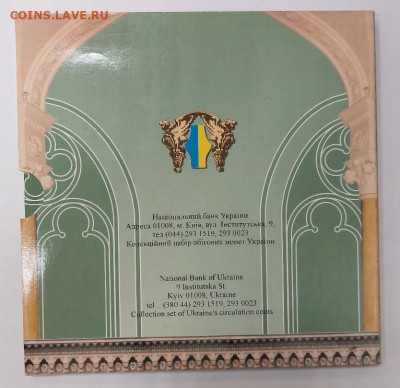 COINS.LAVE.RU
Національний банк України
Адреса 01008, м. Київ, вул. Інститутська, 9,
тел (044) 293 1519, 293 0023
Колекційний набір обігових монет України
National Bank of Ukraine
9 Institutska St
Kyiv 01008, Ukraine
tel... (380 44) 293 1519, 293 0023
Collection set of Ukraine's circulation coins